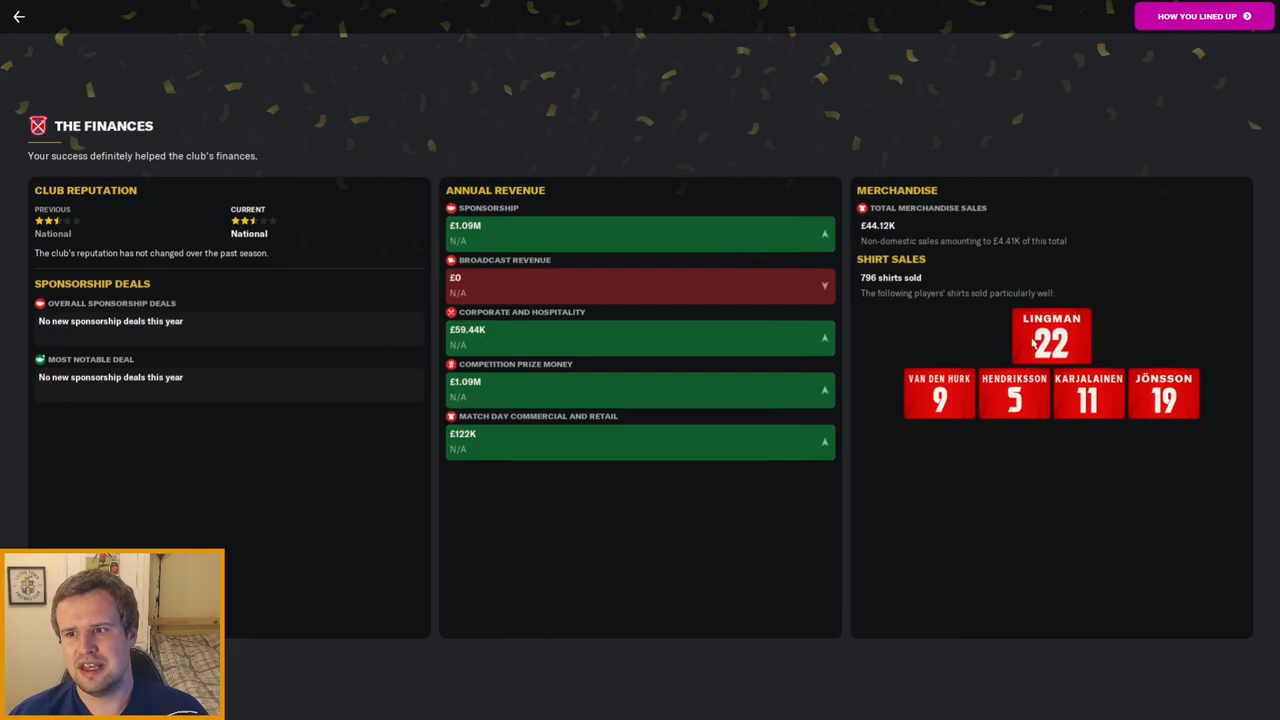 HOW YOU LINED UP
THE FINANCES
Your success definitely helped the club's finances.
CLUB REPUTATION
PREVIOUS
CURRENT
National
National
The club's reputation has not changed over the past season.
SPONSORSHIP DEALS
OVERALL SPONSORSHIP DEALS
No new sponsorship deals this year
MOST NOTABLE DEAL
No new sponsorship deals this year
ANNUAL REVENUE
SPONSORSHIP
£1.09M
N/A
BROADCAST REVENUE
£0
N/A
CORPORATE AND HOSPITALITY
£59.44K
N/A
COMPETITION PRIZE MONEY
£1.09M
N/A
MATCH DAY COMMERCIAL AND RETAIL
£122K
N/A
MERCHANDISE
TOTAL MERCHANDISE SALES
£44.12K
Non-domestic sales amounting to £4.41K of this total
SHIRT SALES
796 shirts sold
The following players' shirts sold particularly well:
LINGMAN
22
VAN DEN HURK
9
HENDRIKSSON
5
KARJALAINEN
11
JÖNSSON
19